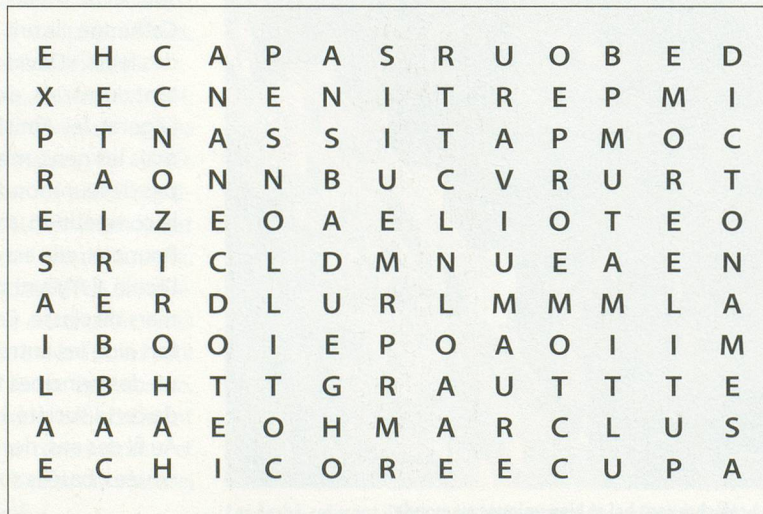 E H C A P A S R U O B E D
X E C N E N I T R E P M I
P T N A S S I T A P M O C
R A O N N B U C V R U R T
E I Z E O A E L I O T E O
S R I C L D M N U E A E N
A E R D L U R L M M M L A
I B O O I E P O A O I I M
L B H T T G R A U T T T E
A A A E O H M A R C L U S
E C H I C O R E E C U P A